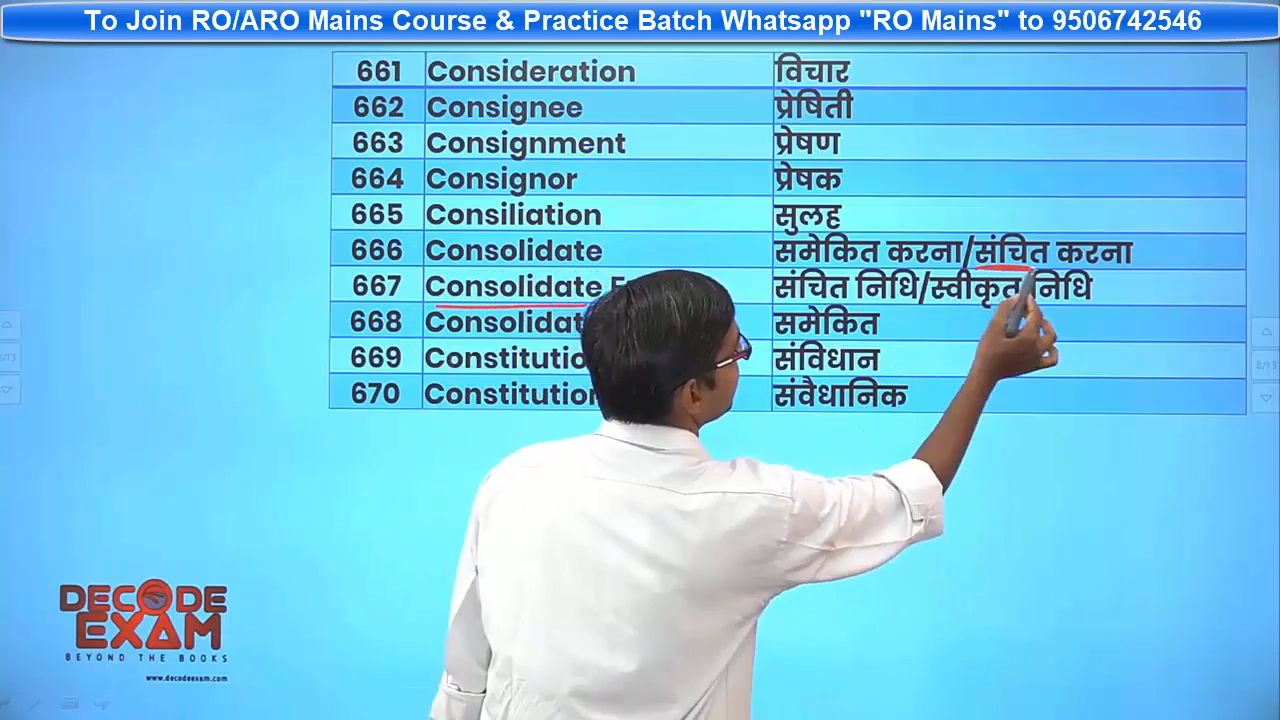 To Join RO/ARO Mains Course & Practice Batch Whatsapp "RO Mains" to 9506742546
661 Consideration विचार
662 Consignee प्रेषिती
663 Consignment प्रेषण
664 Consignor प्रेषक
665 Consiliation सुलह
666 Consolidate समेकित करना/संचित करना
667 Consolidate संचित निधि/स्वीकृत निधि
668 समेकित
669 संविधान
670 संवैधानिक
DECODE
EXAM
BEYOND THE BOOKS
www.decodeexam.com
8/13